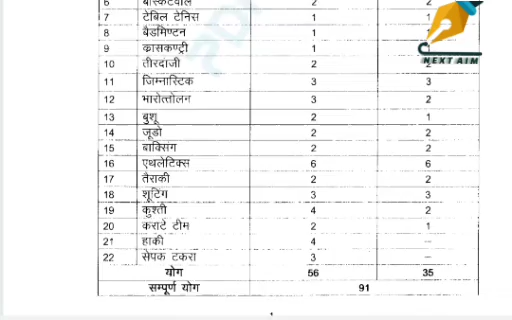 6 बास्केटबॉल 2 2
7 टेबिल टेनिस 1 1
8 बैडमिण्टन 1 1
9 क्रासकण्ट्री 1
10 तीरदाजी 2 2
NEXT AIM
11 जिम्नास्टिक 3 3
12 भारोत्तोलन 3 2
13 बुशू 2 1
14 जूडो 2 2
15 बाक्सिंग 2 2
16 एथलेटिक्स 6 6
17 तैराकी 2 2
18 शूटिंग 3 3
19 कुश्ती 4 2
20 कराटे टीम 2 1
21 हाकी 4 –
22 सेपक टकरा 3 –
योग 56 35
सम्पूर्ण योग 91